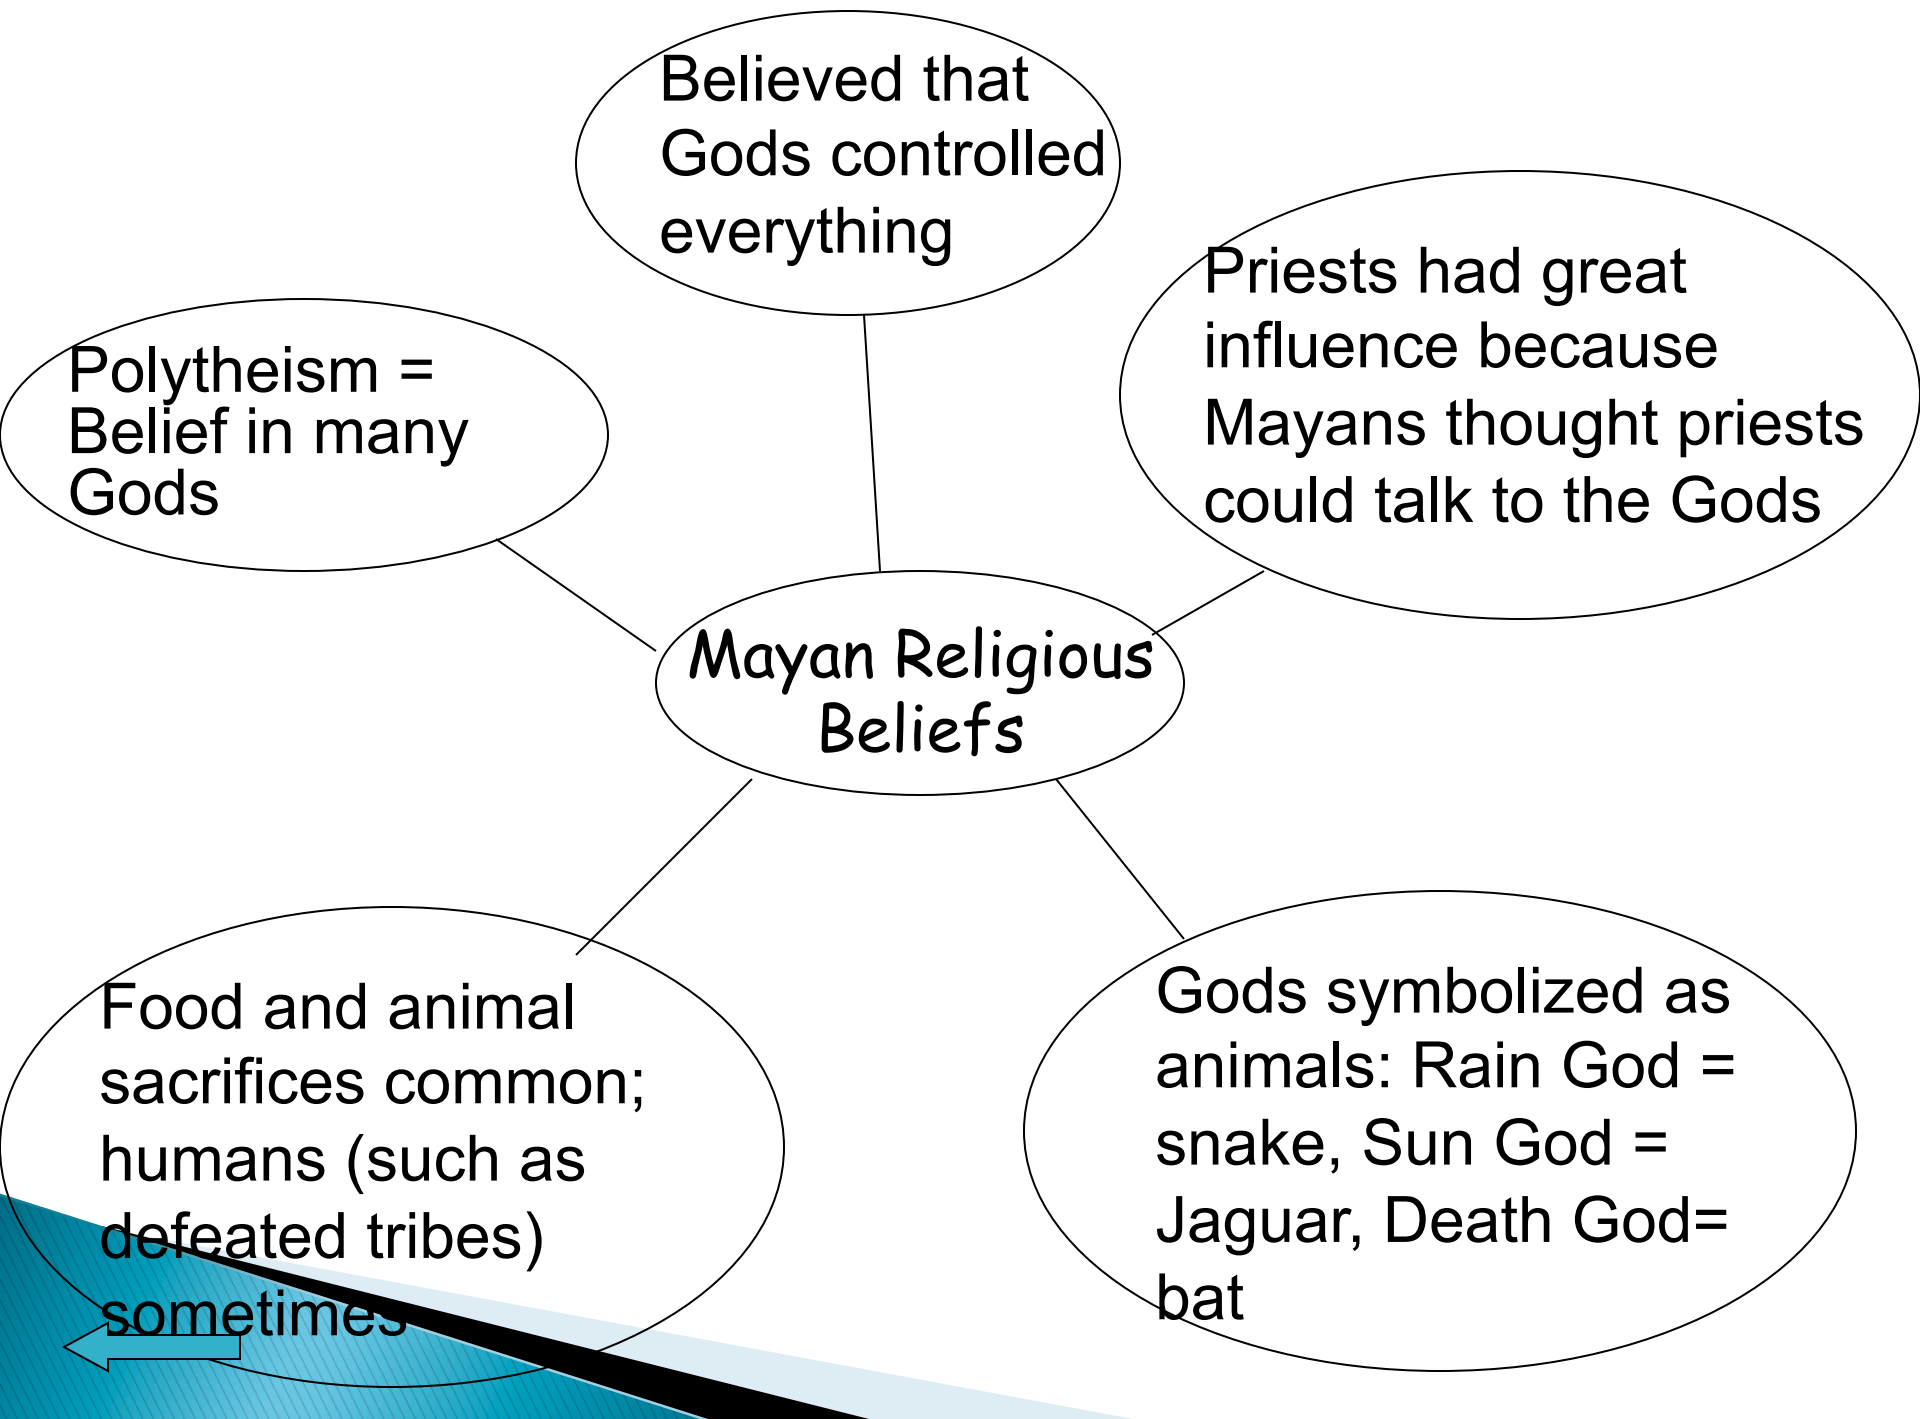 Believed that
Gods controlled
everything
Priests had great
influence because
Mayans thought priests
could talk to the Gods
Polytheism =
Belief in many
Gods
Mayan Religious
Beliefs
Food and animal
sacrifices common;
humans (such as
defeated tribes)
sometimes
Gods symbolized as
animals: Rain God =
snake, Sun God =
Jaguar, Death God=
bat